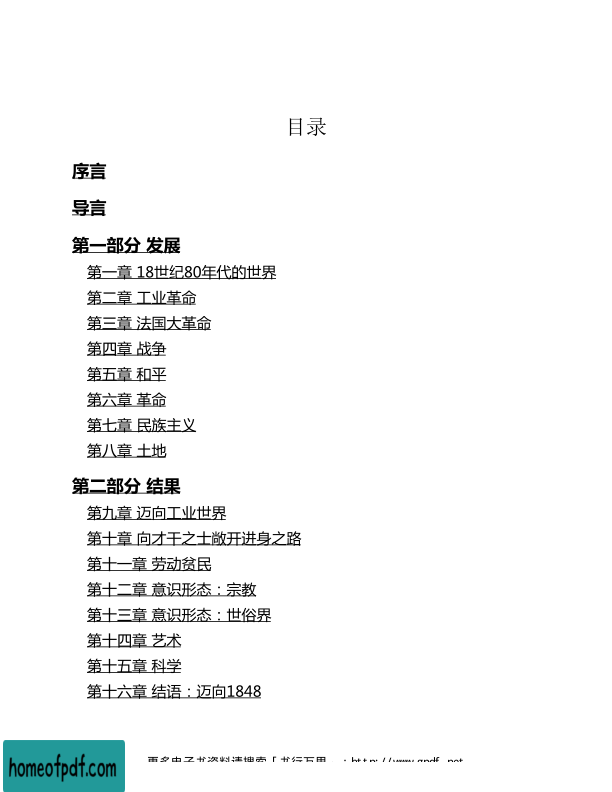 目录
序言
导言
第一部分 发展
第一章 18世纪80年代的世界
第二章 工业革命
第三章 法国大革命
第四章 战争
第五章 和平
第六章 革命
第七章 民族主义
第八章 土地
第二部分 结果
第九章 迈向工业世界
第十章 向才干之士敞开进身之路
第十一章 劳动贫民
第十二章 意识形态：宗教
第十三章 意识形态：世俗界
第十四章 艺术
第十五章 科学
第十六章 结语：迈向1848
更多电子书资料请搜索「书行万里
homeofpdf.com